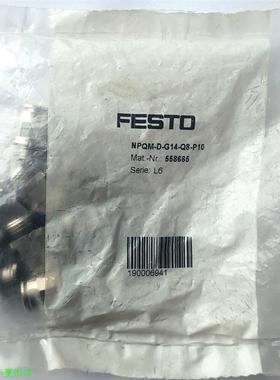 FESTO
NPQM-D-G14-Q8-P10
Mat.-Nr.: 558665
Serie: L6
190006941